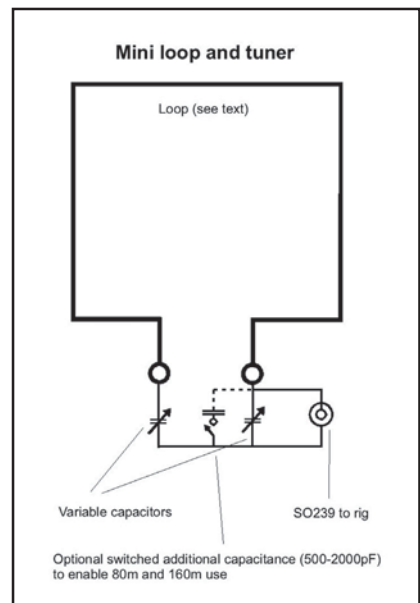 Mini loop and tuner
Loop (see text)
Variable capacitors
SO239 to rig
Optional switched additional capacitance (500-2000pF)
to enable 80m and 160m use